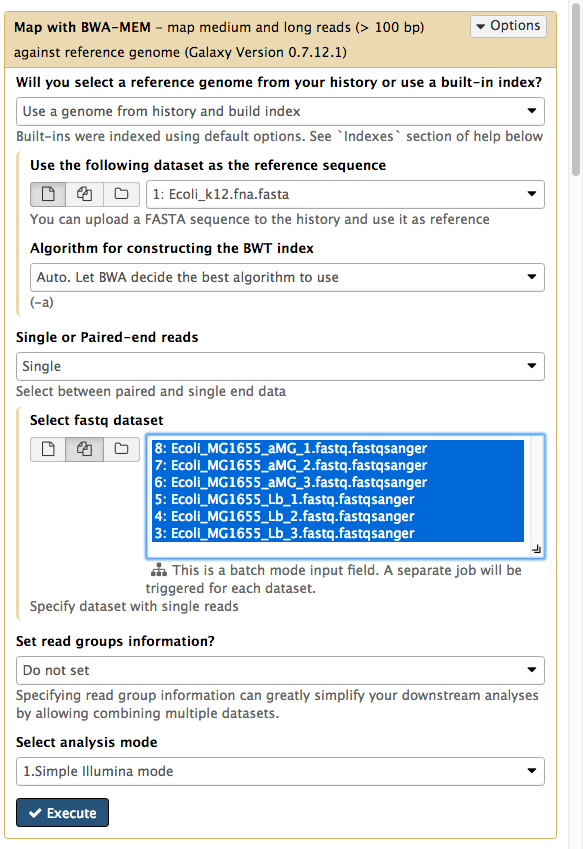 Map with BWA-MEM – map medium and long reads (> 100 bp)
Options
against reference genome (Galaxy Version 0.7.12.1)
Will you select a reference genome from your history or use a built-in index?
Use a genome from history and build index
Built-ins were indexed using default options. See `Indexes` section of help below
Use the following dataset as the reference sequence
1: Ecoli_k12.fna.fasta
You can upload a FASTA sequence to the history and use it as reference
Algorithm for constructing the BWT index
Auto. Let BWA decide the best algorithm to use
(-a)
Single or Paired-end reads
Single
Select between paired and single end data
Select fastq dataset
8: Ecoli_MG1655_aMG_1.fastq.fastqsanger
7: Ecoli_MG1655_aMG_2.fastq.fastqsanger
6: Ecoli_MG1655_aMG_3.fastq.fastqsanger
5: Ecoli_MG1655_Lb_1.fastq.fastqsanger
4: Ecoli_MG1655_Lb_2.fastq.fastqsanger
3: Ecoli_MG1655_Lb_3.fastq.fastqsanger
This is a batch mode input field. A separate job will be
triggered for each dataset.
Specify dataset with single reads
Set read groups information?
Do not set
Specifying read group information can greatly simplify your downstream analyses
by allowing combining multiple datasets.
Select analysis mode
1.Simple Illumina mode
Execute